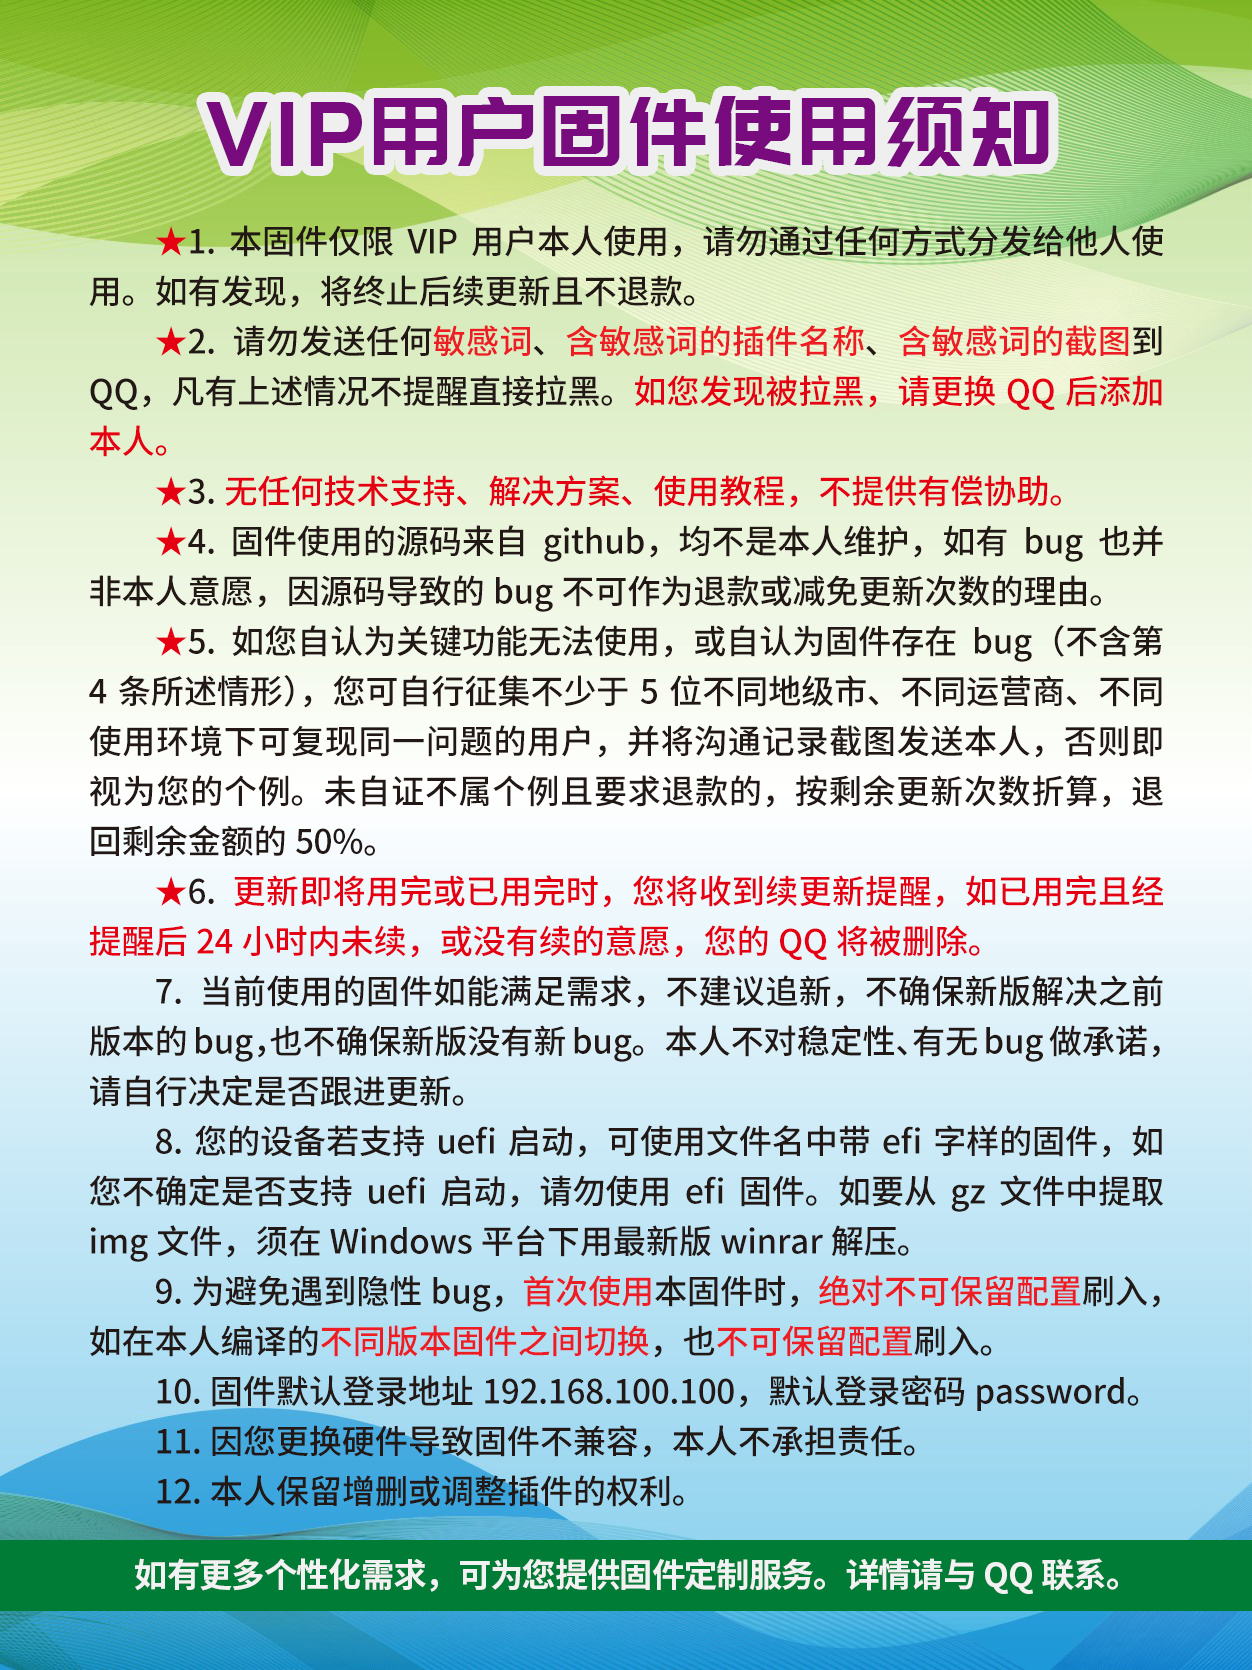 VIP用户固件使用须知
★1. 本固件仅限 VIP 用户本人使用，请勿通过任何方式分发给他人使
用。如有发现，将终止后续更新且不退款。
★2. 请勿发送任何敏感词、含敏感词的插件名称、含敏感词的截图到
QQ，凡有上述情况不提醒直接拉黑。如您发现被拉黑，请更换 QQ 后添加
本人。
★3. 无任何技术支持、解决方案、使用教程，不提供有偿协助。
★4. 固件使用的源码来自 github，均不是本人维护，如有 bug 也并
非本人意愿，因源码导致的 bug 不可作为退款或减免更新次数的理由。
★5. 如您自认为关键功能无法使用，或自认为固件存在 bug（不含第
4 条所述情形），您可自行征集不少于 5 位不同地级市、不同运营商、不同
使用环境下可复现同一问题的用户，并将沟通记录截图发送本人，否则即
视为您的个例。未自证不属个例且要求退款的，按剩余更新次数折算，退
回剩余金额的 50%。
★6. 更新即将用完或已用完时，您将收到续更新提醒，如已用完且经
提醒后 24 小时内未续，或没有续的意愿，您的 QQ 将被删除。
7. 当前使用的固件如能满足需求，不建议追新，不确保新版解决之前
版本的 bug，也不确保新版没有新 bug。本人不对稳定性、有无 bug 做承诺，
请自行决定是否跟进更新。
8. 您的设备若支持 uefi 启动，可使用文件名中带 efi 字样的固件，如
您不确定是否支持 uefi 启动，请勿使用 efi 固件。如要从 gz 文件中提取
img 文件，须在 Windows 平台下用最新版 winrar 解压。
9. 为避免遇到隐性 bug，首次使用本固件时，绝对不可保留配置刷入，
如在本人编译的不同版本固件之间切换，也不可保留配置刷入。
10. 固件默认登录地址 192.168.100.100，默认登录密码 password。
11. 因您更换硬件导致固件不兼容，本人不承担责任。
12. 本人保留增删或调整插件的权利。
如有更多个性化需求，可为您提供固件定制服务。详情请与 QQ 联系。